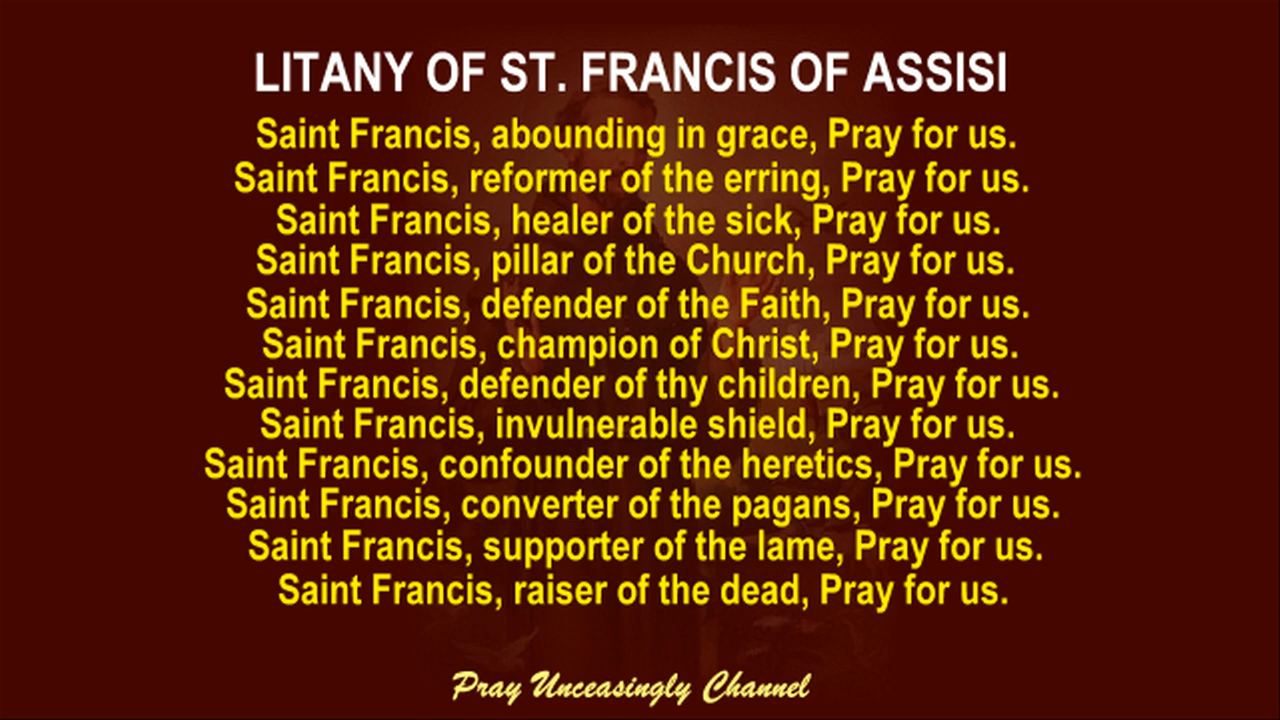 LITANY OF ST. FRANCIS OF ASSISI
Saint Francis, abounding in grace, Pray for us.
Saint Francis, reformer of the erring, Pray for us.
Saint Francis, healer of the sick, Pray for us.
Saint Francis, pillar of the Church, Pray for us.
Saint Francis, defender of the Faith, Pray for us.
Saint Francis, champion of Christ, Pray for us.
Saint Francis, defender of thy children, Pray for us.
Saint Francis, invulnerable shield, Pray for us.
Saint Francis, confounder of the heretics, Pray for us.
Saint Francis, converter of the pagans, Pray for us.
Saint Francis, supporter of the lame, Pray for us.
Saint Francis, raiser of the dead, Pray for us.
Pray Unceasingly Channel